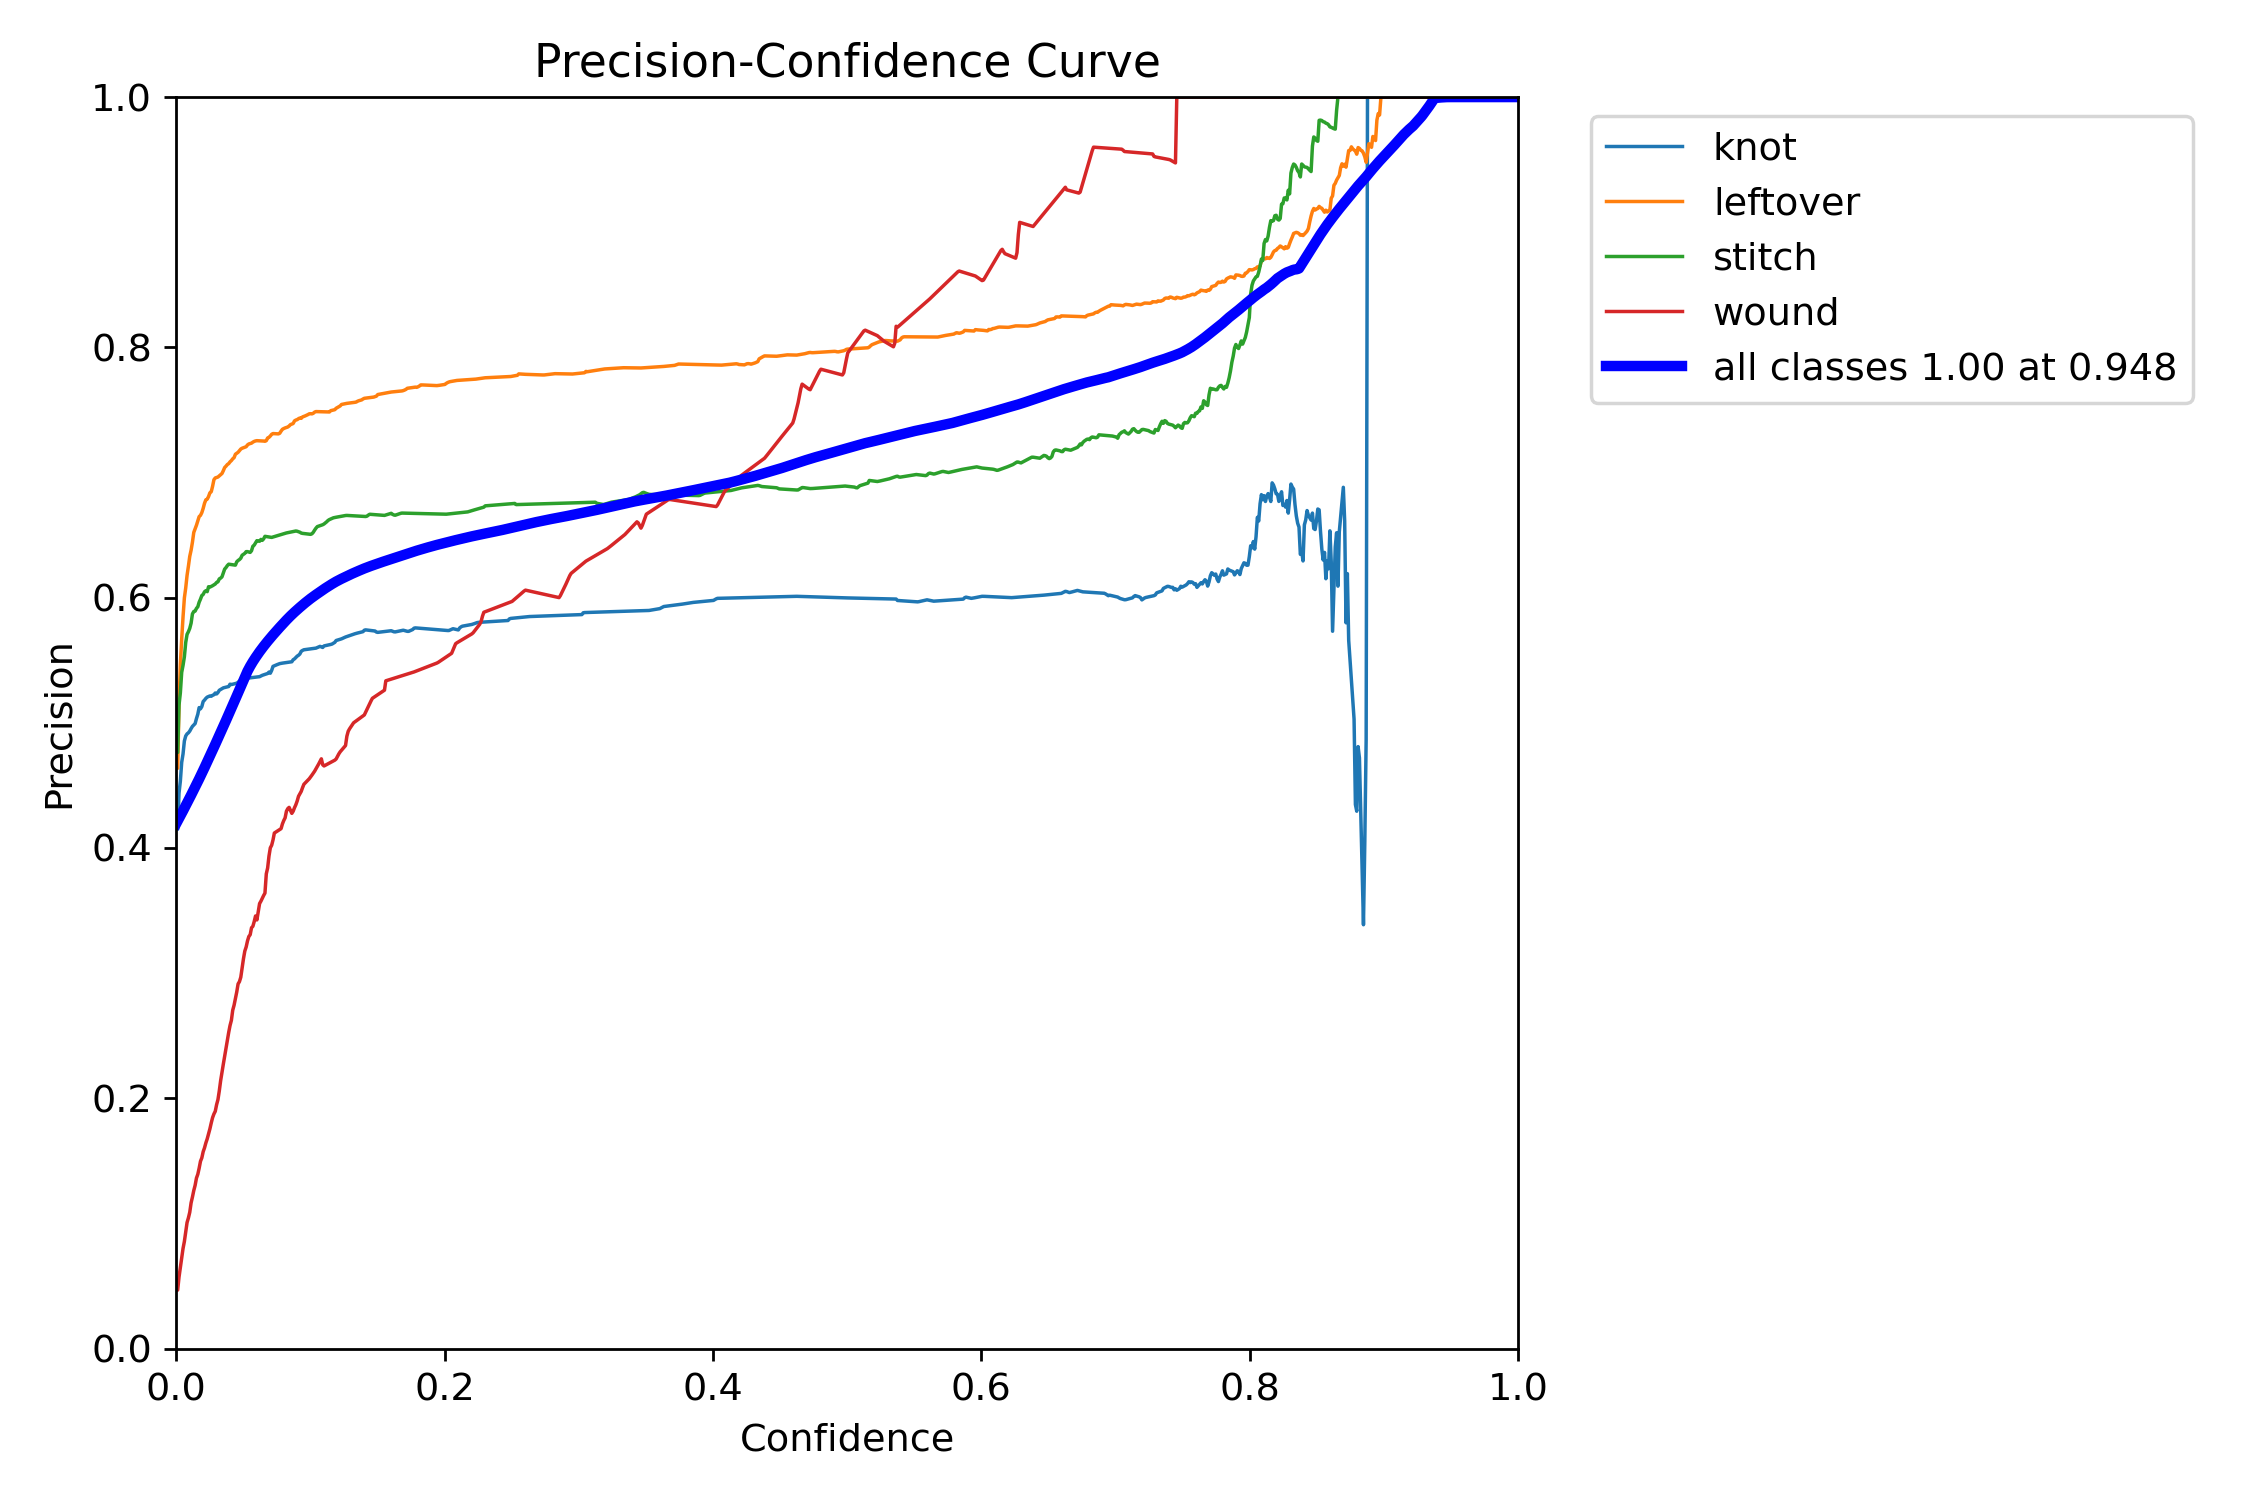 Precision-Confidence Curve
1.0
0.8
0.6
0.4
0.2
0.0
Precision
0.0 0.2 0.4 0.6 0.8 1.0
Confidence
knot
leftover
stitch
wound
all classes 1.00 at 0.948